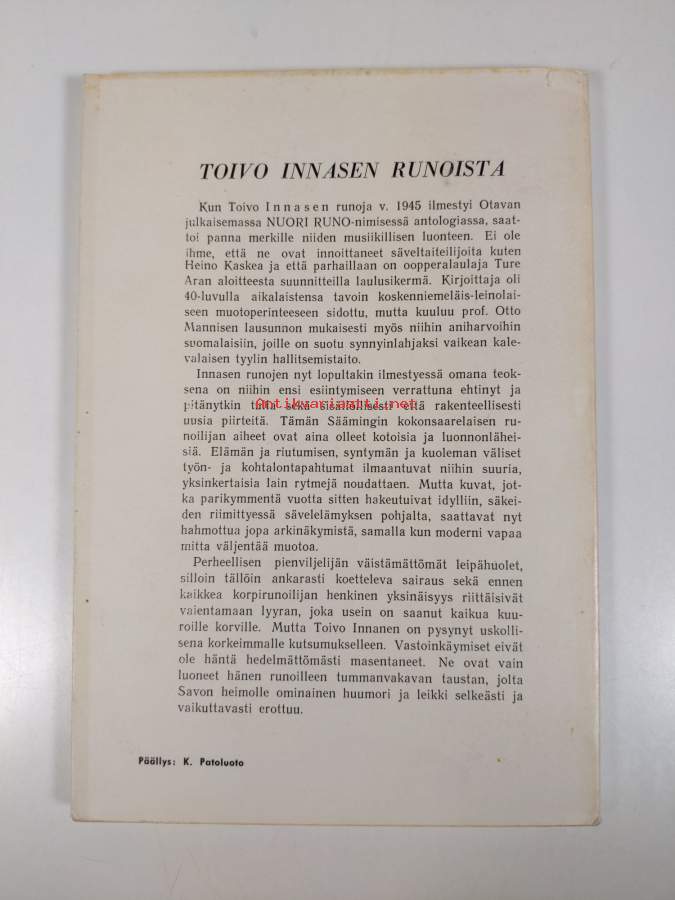 TOIVO INNASEN RUNOISTA
Kun Toivo Innasen runoja v. 1945 ilmestyi Otavan
julkaisemassa NUORI RUNO-nimisessä antologiassa, saat-
toi panna merkille niiden musiikillisen luonteen. Ei ole
ihme, että ne ovat innoittaneet säveltaiteilijoita kuten
Heino Kaskea ja että parhaillaan on oopperalaulaja Ture
Aran aloitteesta suunnitteilla laulusikermä. Kirjoittaja oli
40-luvulla aikalaistensa tavoin koskenniemeläis-leinolai-
seen muotoperinteeseen sidottu, mutta kuuluu prof. Otto
Mannisen lausunnon mukaisesti myös niihin aniharvoihin
suomalaisiin, joille on suotu synnyinlahjaksi vaikean kale-
valaisen tyylin hallitsemistaito.
Innasen runojen nyt lopultakin ilmestyessä omana teok-
sena on niihin ensi esiintymiseen verrattuna ehtinyt ja
pitänytkin tulla sekä sisällöllisesti että rakenteellisesti
Antikvariaatti.net
uusia piirteitä. Tämän Säämingin kokonsaarelaisen ru-
noilijan aiheet ovat aina olleet kotoisia ja luonnonlähei-
siä. Elämän ja riutumisen, syntymän ja kuoleman väliset
työn- ja kohtalontapahtumat ilmaantuvat niihin suuria,
yksinkertaisia lain rytmejä noudattaen. Mutta kuvat, jot-
ka parikymmentä vuotta sitten hakeutuivat idylliin, säkei-
den riimittyessä sävelelämyksen pohjalta, saattavat nyt
hahmottua jopa arkinäkymistä, samalla kun moderni vapaa
mitta väljentää muotoa.
Perheellisen pienviljelijän väistämättömät leipähuolet,
silloin tällöin ankarasti koetteleva sairaus sekä ennen
kaikkea korpirunoilijan henkinen yksinäisyys riittäisivät
vaientamaan lyyran, joka usein on saanut kaikua kuu-
roille korville. Mutta Toivo Innanen on pysynyt uskolli-
sena korkeimmalle kutsumukselleen. Vastoinkäymiset eivät
ole häntä hedelmättömästi masentaneet. Ne ovat vain
luoneet hänen runoilleen tummanvakavan taustan, jolta
Savon heimolle ominainen huumori ja leikki selkeästi ja
vaikuttavasti erottuu.
Päällys: K. Patoluoto